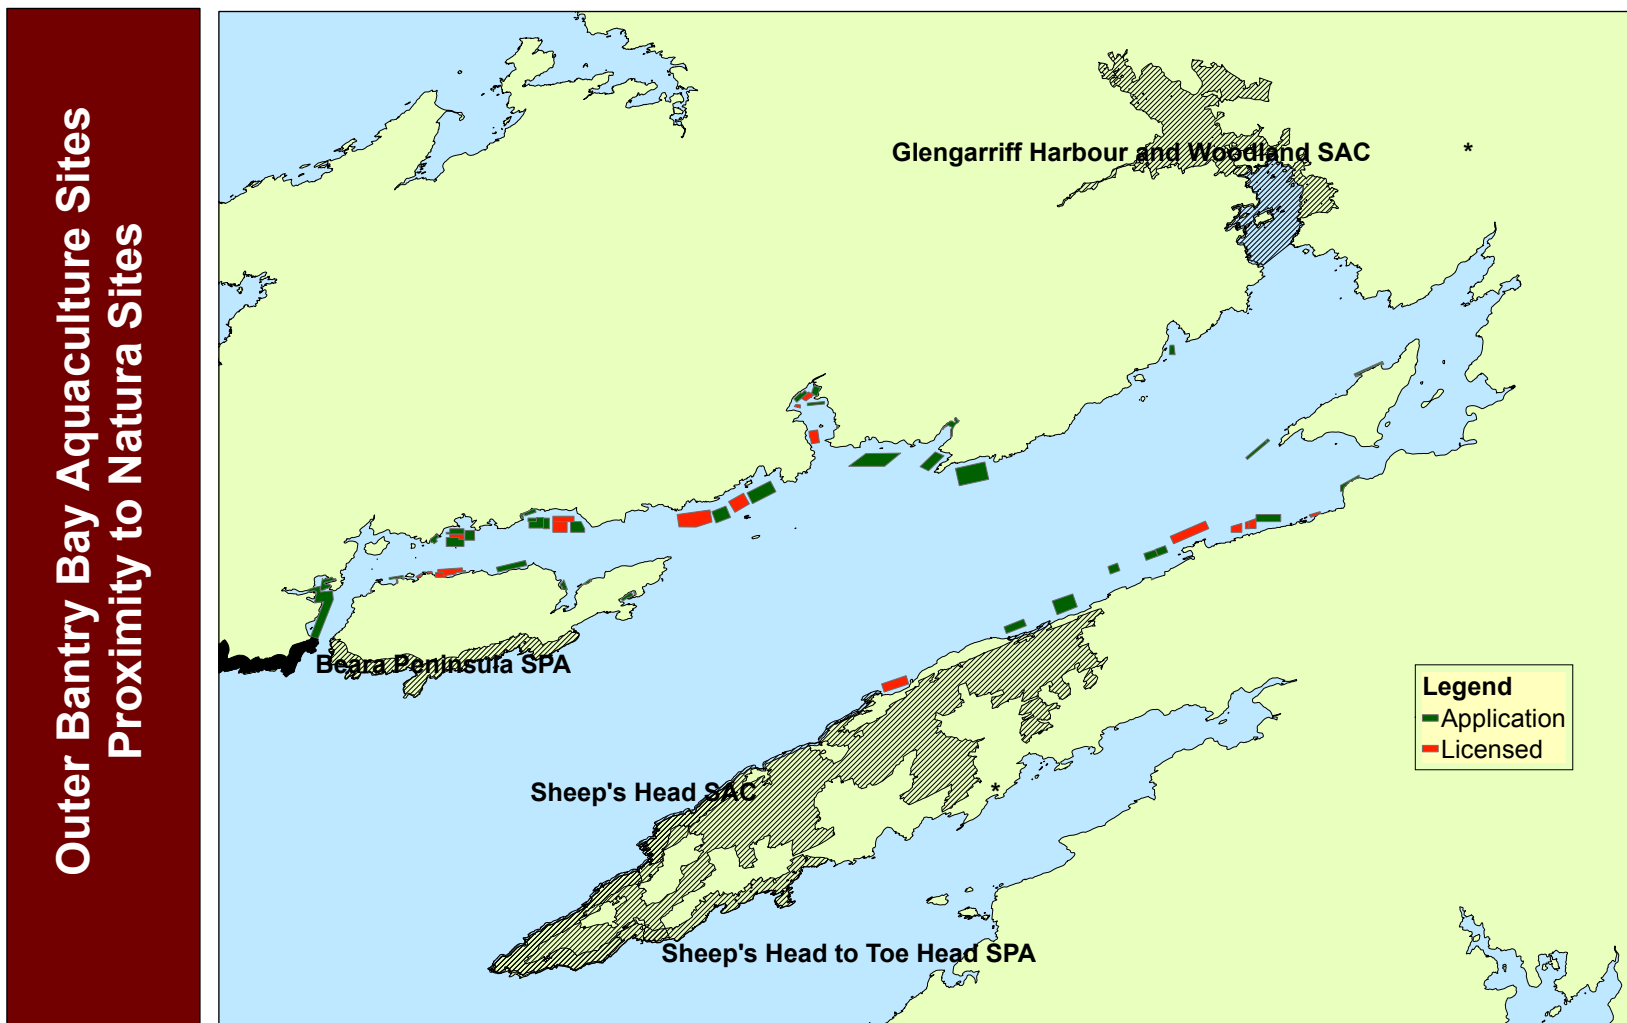 Outer Bantry Bay Aquaculture Sites
Proximity to Natura Sites
Glengarriff Harbour and Woodland SAC
*
Beara Peninsula SPA
Legend
Application
Licensed
Sheep's Head SAC
*
Sheep's Head to Toe Head SPA